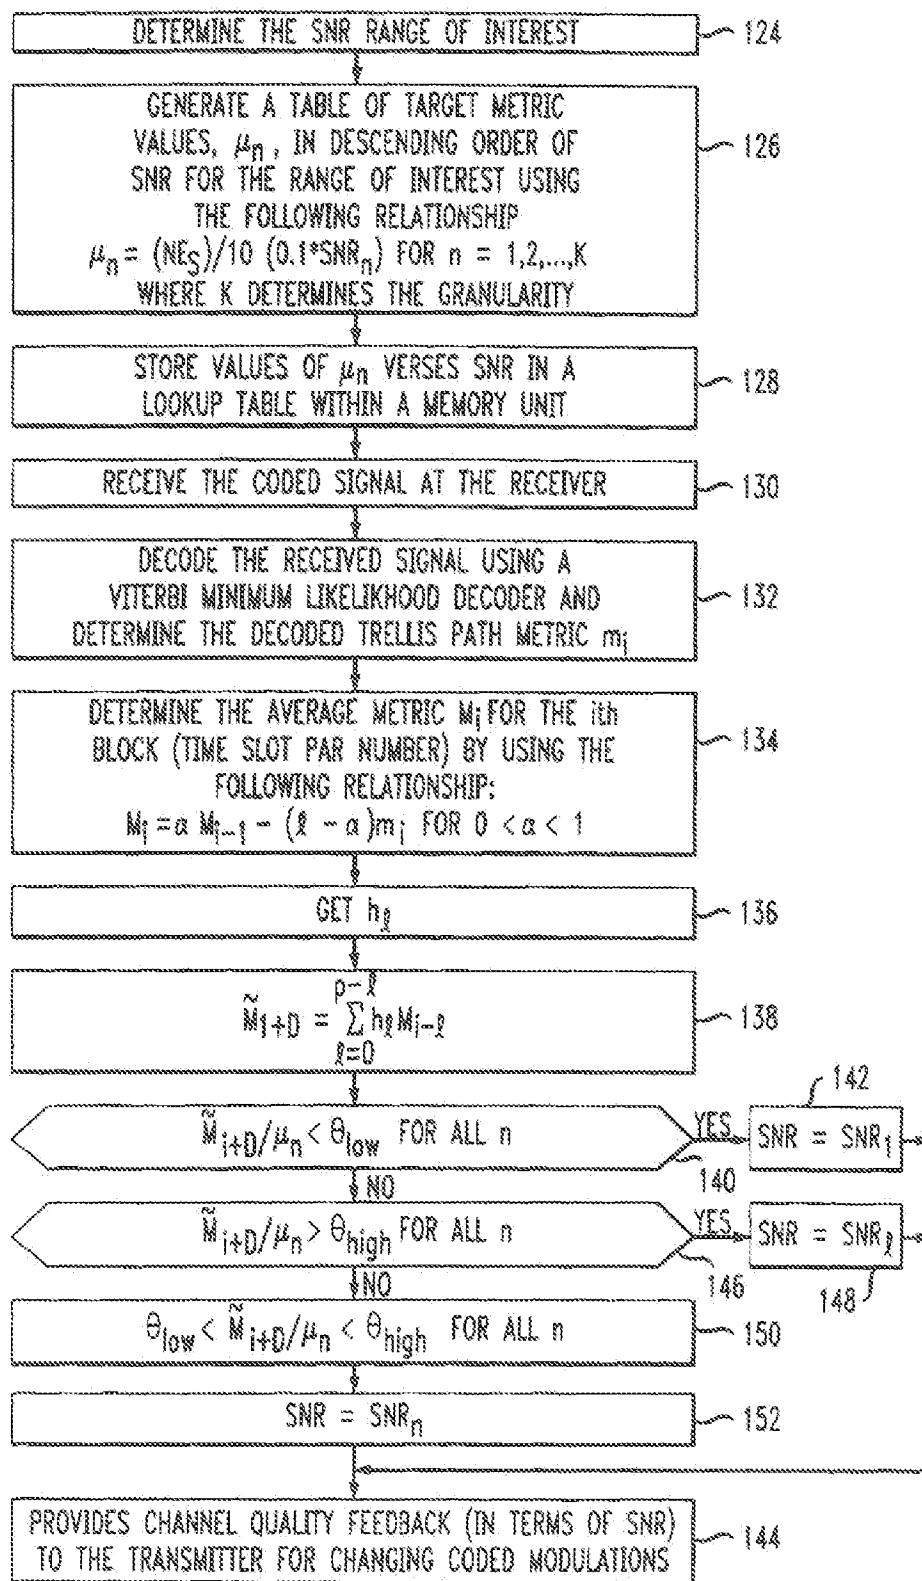 DETERMINE THE SNR RANGE OF INTEREST
124
GENERATE A TABLE OF TARGET METRIC
VALUES, μn, IN DESCENDING ORDER OF
SNR FOR THE RANGE OF INTEREST USING
THE FOLLOWING RELATIONSHIP
μn = (NES)/10 (0.1*SNRn) FOR n = 1,2,...,K
WHERE K DETERMINES THE GRANULARITY
126
STORE VALUES OF μn VERSES SNR IN A
LOOKUP TABLE WITHIN A MEMORY UNIT
128
RECEIVE THE CODED SIGNAL AT THE RECEIVER
130
DECODE THE RECEIVED SIGNAL USING A
VITERBI MINIMUM LIKELIKHOOD DECODER AND
DETERMINE THE DECODED TRELLIS PATH METRIC mi
132
DETERMINE THE AVERAGE METRIC Mi FOR THE ith
BLOCK (TIME SLOT PAR NUMBER) BY USING THE
FOLLOWING RELATIONSHIP:
Mi = α Mi-1 - (ℓ - α)mi FOR 0 < α < 1
134
GET hℓ
136
p-ℓ
M̃1+D = Σ hℓMi-ℓ
ℓ=0
138
M̃i+D/μn < θlow FOR ALL n
140
YES
142
SNR = SNR1
NO
M̃i+D/μn > θhigh FOR ALL n
146
YES
SNR = SNRℓ
148
NO
θlow < M̃i+D/μn < θhigh FOR ALL n
150
SNR = SNRn
152
PROVIDES CHANNEL QUALITY FEEDBACK (IN TERMS OF SNR)
TO THE TRANSMITTER FOR CHANGING CODED MODULATIONS
144